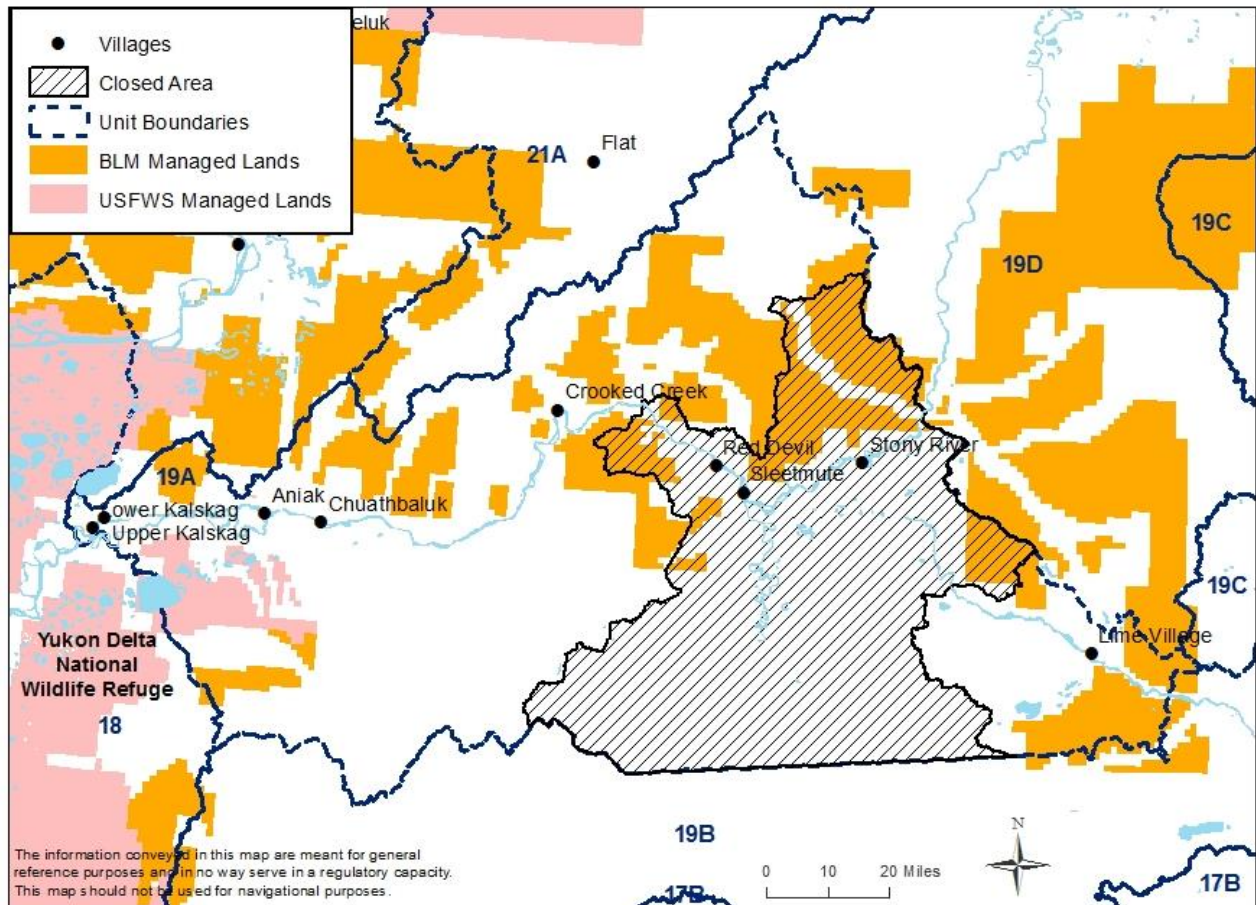 eluk
Villages
Closed Area
Unit Boundaries
BLM Managed Lands
USFWS Managed Lands
21A
Flat
19C
19D
Crooked Creek
Red Devil
Stony River
Sleetmute
19A
Aniak
Chuathbaluk
ower Kalskag
Upper Kalskag
19C
Lime Village
Yukon Delta
National
Wildlife Refuge
18
19B
N
0 10 20 Miles
17B
17B
The information conveyed in this map are meant for general
reference purposes and in no way serve in a regulatory capacity.
This map should not be used for navigational purposes.